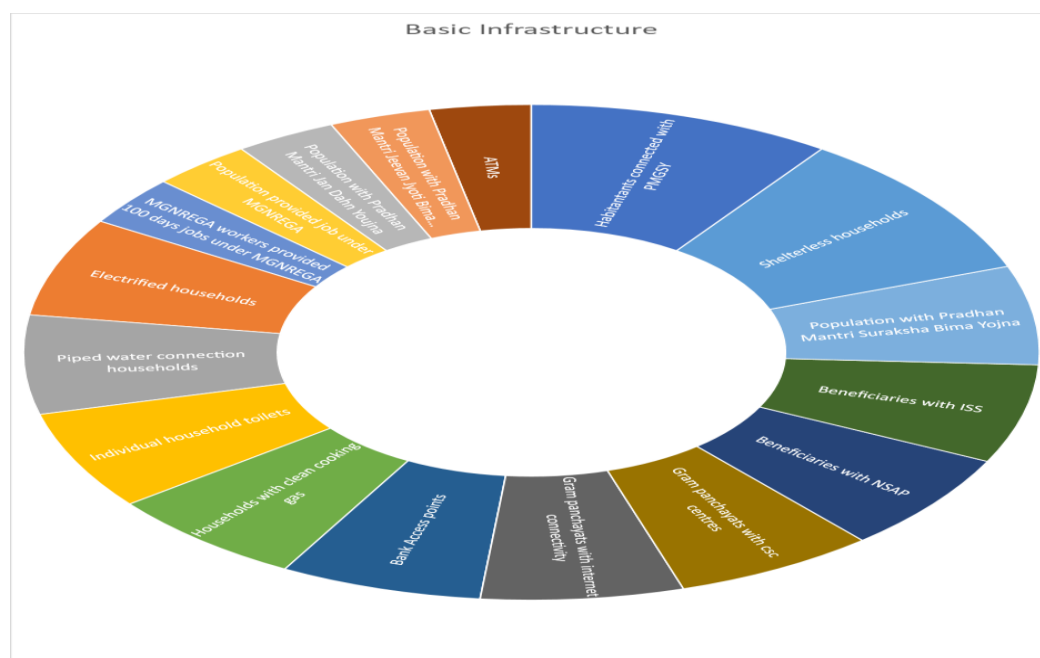 Basic Infrastructure
Habitantants connected with
PMGSY
Shelterless households
Population with Pradhan
Mantri Suraksha Bima Yojna
Beneficiaries with ISS
Beneficiaries with NSAP
Gram panchayats with csc
centres
Gram panchayats with internet
connectivity
Bank Access points
Households with clean cooking
gas
Individual household toilets
Piped water connection
households
Electrified households
MGNREGA workers provided
100 days jobs under MGNREGA
Population provided job under
MGNREGA
Population with Pradhan
Mantri Jan Dahn Youjna
Population with Pradhan
Mantri Jeevan Jyoti Bima...
ATMs